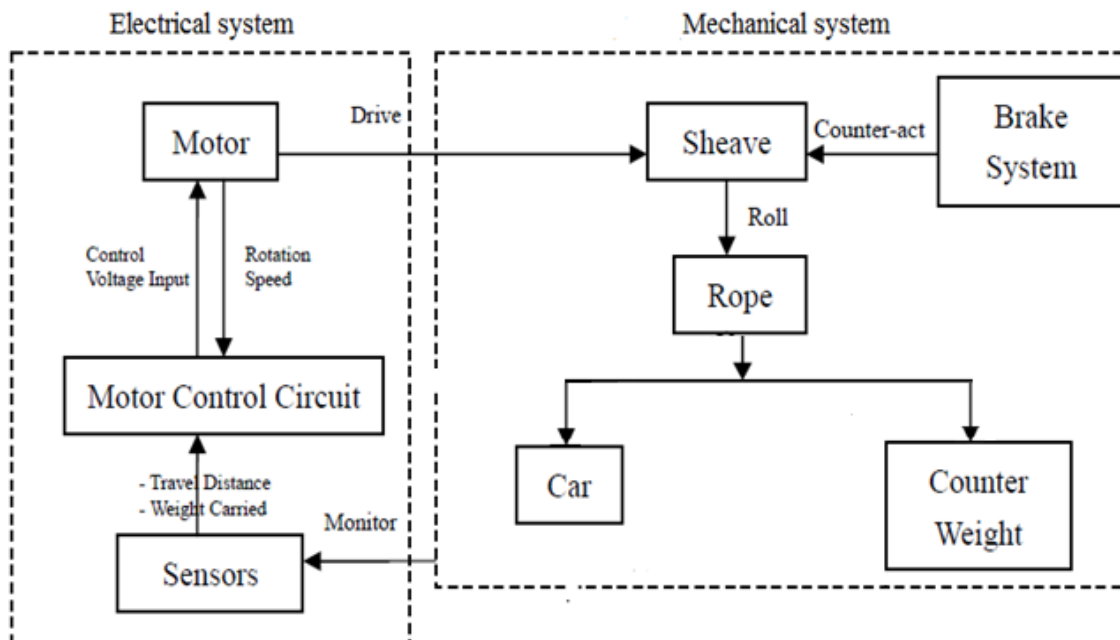 Electrical system
Mechanical system
Motor
Drive
Sheave
Counter-act
Brake
System
Control
Voltage Input
Rotation
Speed
Roll
Rope
Motor Control Circuit
- Travel Distance
- Weight Carried
Car
Counter
Weight
Monitor
Sensors